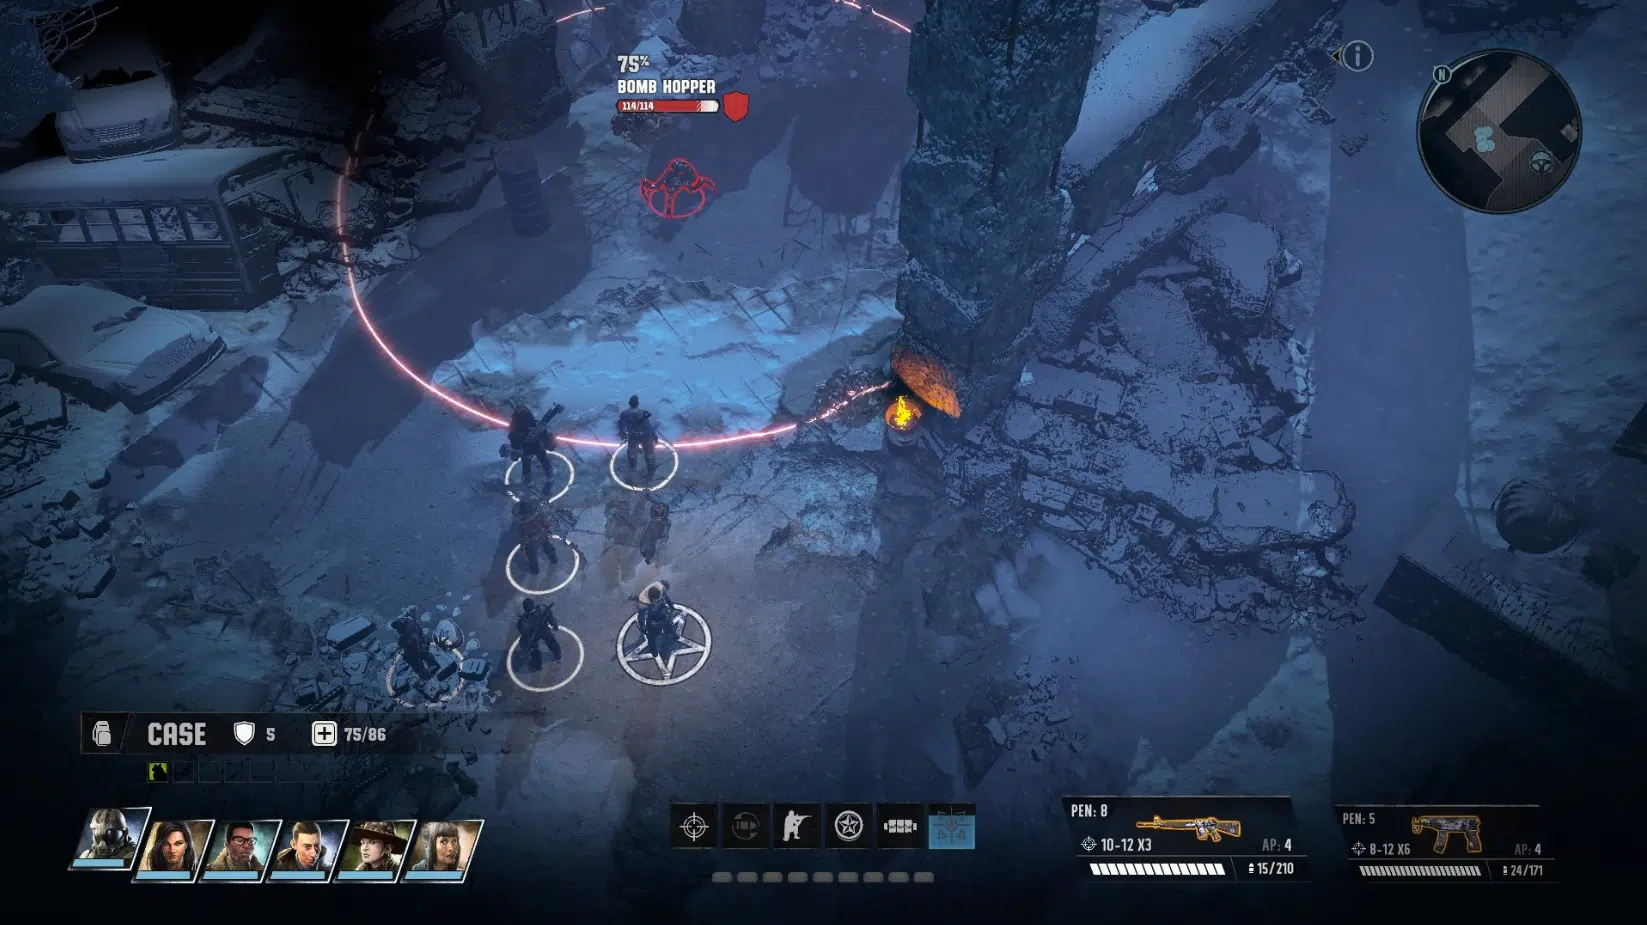 75%
BOMB HOPPER
114/114
N
CASE
5
75/86
PEN: 8
10-12 X3
AP: 4
15/210
PEN: 5
8-12 X6
AP: 4
24/171